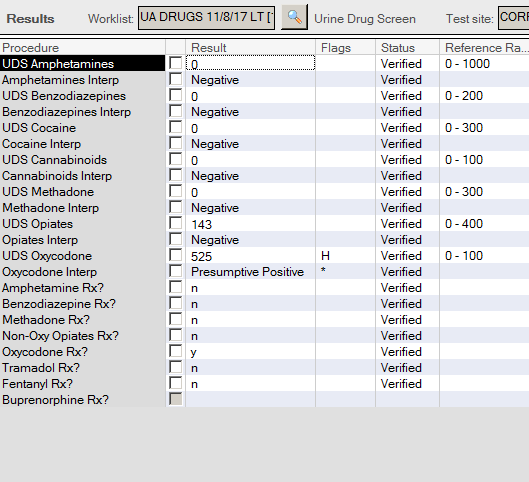 Results Worklist: UA DRUGS 11/8/17 LT [ Urine Drug Screen Test site:
Procedure Result Flags Status Reference Ra...
UDS Amphetamines 0 Verified 0 - 1000
Amphetamines Interp Negative Verified
UDS Benzodiazepines 0 Verified 0 - 200
Benzodiazepines Interp Negative Verified
UDS Cocaine 0 Verified 0 - 300
Cocaine Interp Negative Verified
UDS Cannabinoids 0 Verified 0 - 100
Cannabinoids Interp Negative Verified
UDS Methadone 0 Verified 0 - 300
Methadone Interp Negative Verified
UDS Opiates 143 Verified 0 - 400
Opiates Interp Negative Verified
UDS Oxycodone 525 H Verified 0 - 100
Oxycodone Interp Presumptive Positive * Verified
Amphetamine Rx? n Verified
Benzodiazepine Rx? n Verified
Methadone Rx? n Verified
Non-Oxy Opiates Rx? n Verified
Oxycodone Rx? y Verified
Tramadol Rx? n Verified
Fentanyl Rx? n Verified
Buprenorphine Rx?